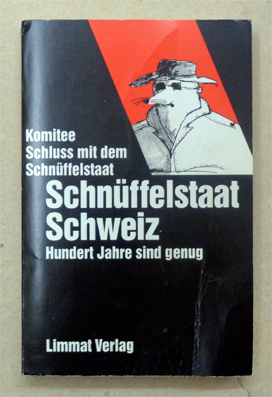 Komitee
Schluss mit dem
Schnüffelstaat
Schnüffelstaat
Schweiz
Hundert Jahre sind genug
Limmat Verlag